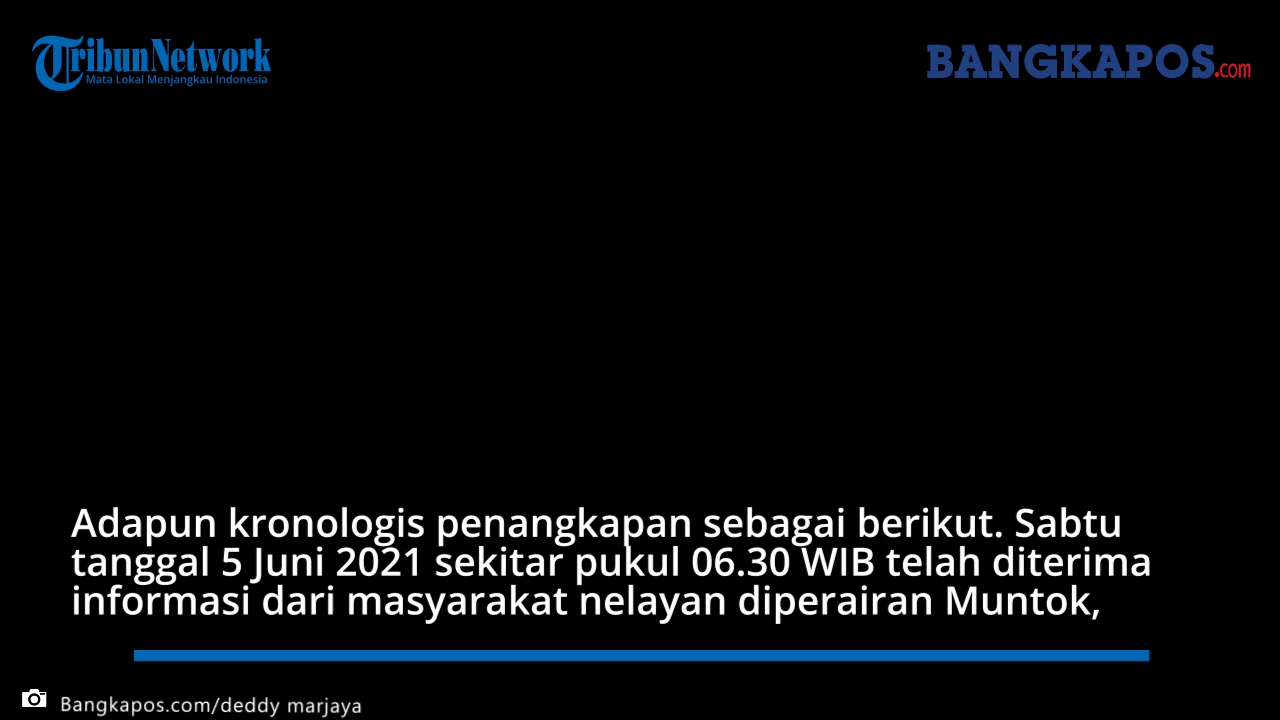 TribunNetwork
Mata Lokal Menjangkau Indonesia
BANGKAPOS.com
Adapun kronologis penangkapan sebagai berikut. Sabtu
tanggal 5 Juni 2021 sekitar pukul 06.30 WIB telah diterima
informasi dari masyarakat nelayan diperairan Muntok,
Bangkapos.com/deddy marjaya